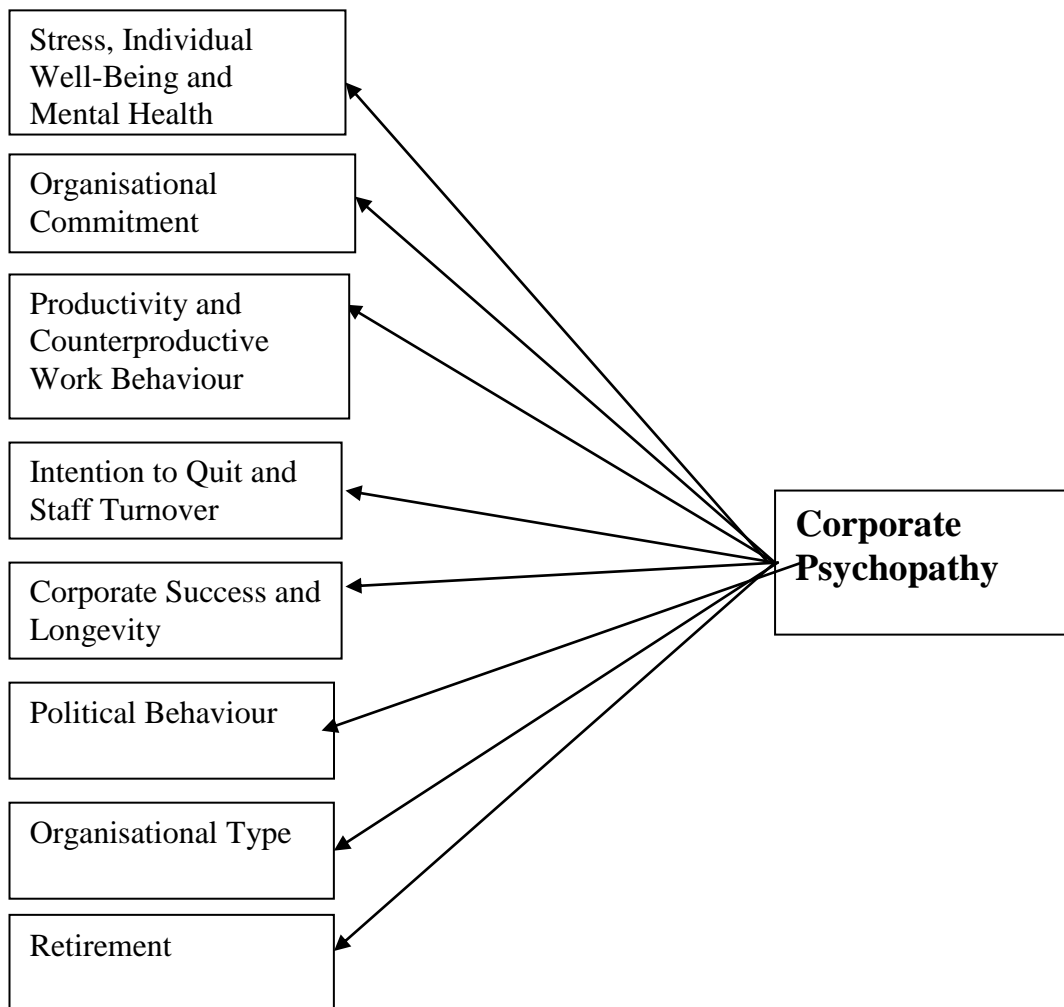 Stress, Individual
Well-Being and
Mental Health
Organisational
Commitment
Productivity and
Counterproductive
Work Behaviour
Intention to Quit and
Staff Turnover
Corporate Success and
Longevity
Political Behaviour
Organisational Type
Retirement
Corporate
Psychopathy